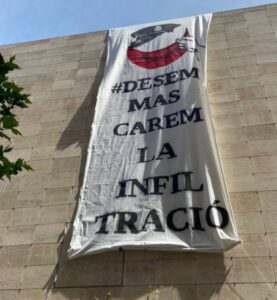 #DESEM
MAS
CAREM
LA
INFIL
TRACIÓ